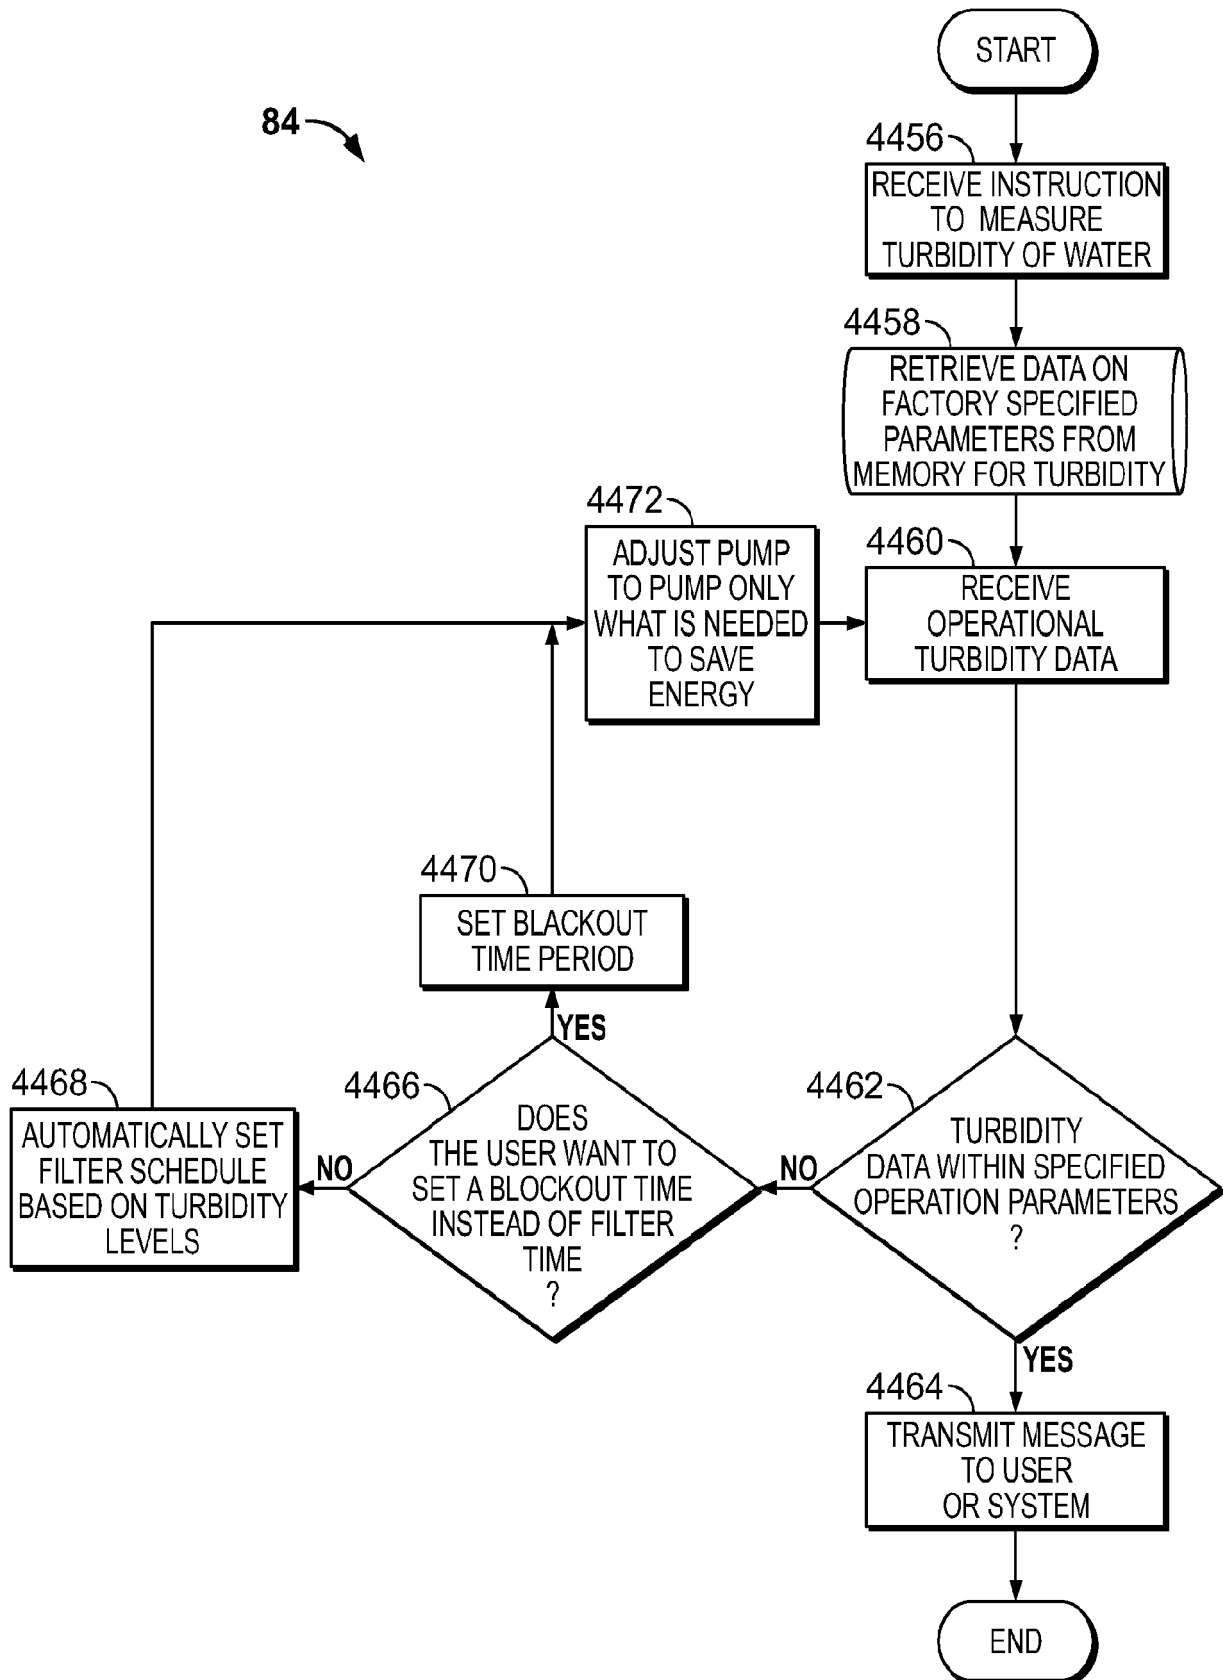 START
84
4456
RECEIVE INSTRUCTION
TO MEASURE
TURBIDITY OF WATER
4458
RETRIEVE DATA ON
FACTORY SPECIFIED
PARAMETERS FROM
MEMORY FOR TURBIDITY
4472
ADJUST PUMP
TO PUMP ONLY
WHAT IS NEEDED
TO SAVE
ENERGY
4460
RECEIVE
OPERATIONAL
TURBIDITY DATA
4470
SET BLACKOUT
TIME PERIOD
YES
4468
AUTOMATICALLY SET
FILTER SCHEDULE
BASED ON TURBIDITY
LEVELS
NO
4466
DOES
THE USER WANT TO
SET A BLOCKOUT TIME
INSTEAD OF FILTER
TIME
?
NO
4462
TURBIDITY
DATA WITHIN SPECIFIED
OPERATION PARAMETERS
?
YES
4464
TRANSMIT MESSAGE
TO USER
OR SYSTEM
END